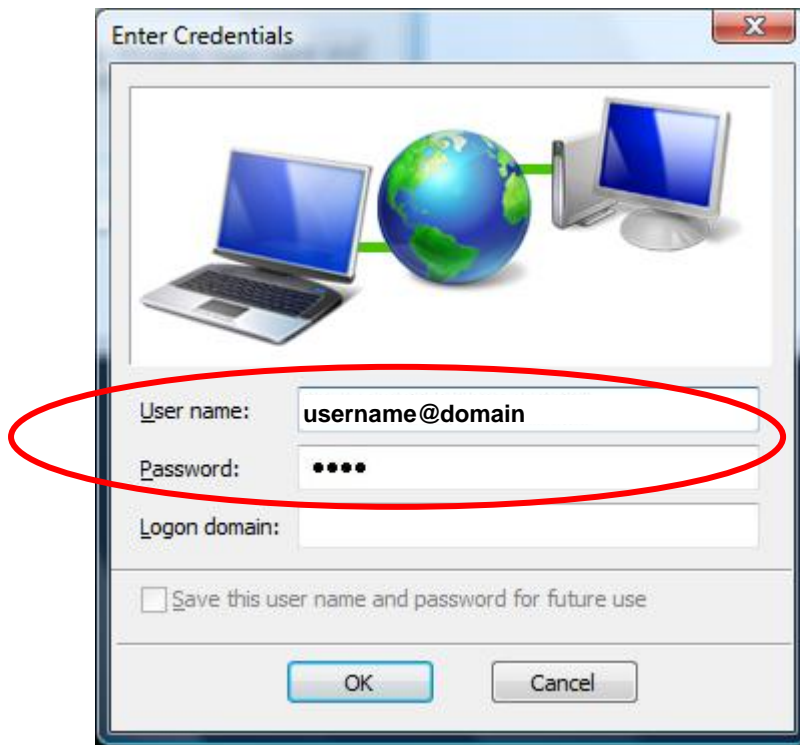 Enter Credentials
User name:
username@domain
Password:
••••
Logon domain:
Save this user name and password for future use
OK
Cancel